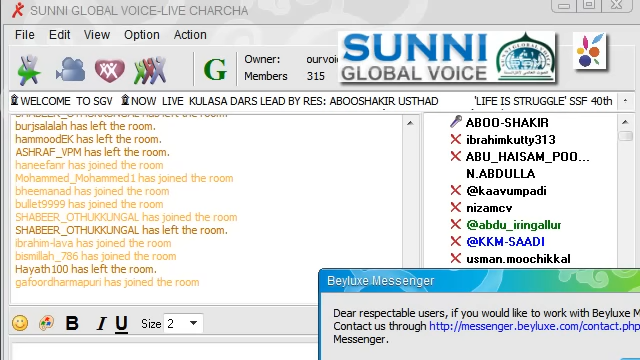 SUNNI GLOBAL VOICE-LIVE CHARCHA
File Edit View Option Action
Owner: ourvoi
Members 315
G
SUNNI
GLOBAL VOICE
WELCOME TO SGV NOW LIVE KULASA DARS LEAD BY RES: ABOOSHAKIR USTHAD 'LIFE IS STRUGGLE' SSF 40th
SHABEER_OTHUKKUNGAL has left the room.
burjsalalah has left the room.
hammoodEK has left the room.
ASHRAF_VPM has left the room.
haneefanr has joined the room
Mohammed_Mohammed1 has joined the room
bheemanad has joined the room
bullet9999 has joined the room
SHABEER_OTHUKKUNGAL has joined the room
SHABEER_OTHUKKUNGAL has left the room.
ibrahim-lava has joined the room
bismillah_786 has joined the room
Hayath100 has left the room.
gafoordharmapuri has joined the room
ABOO-SHAKIR
ibrahimkutty313
ABU_HAISAM_POO...
N.ABDULLA
@kaavumpadi
nizamcv
@abdu_iringallur
@KKM-SAADI
usman.moochikkal
B I U Size 2
Beyluxe Messenger
Dear respectable users, if you would like to work with Beyluxe M
Contact us through http://messenger.beyluxe.com/contact.php
Messenger.